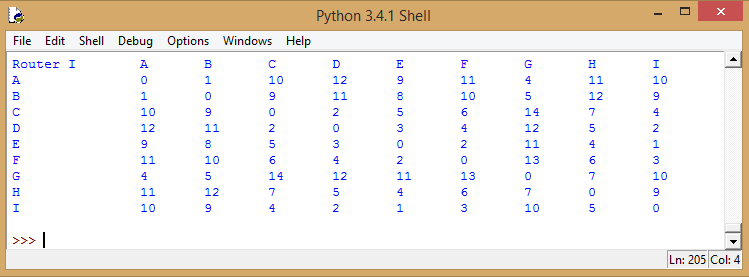 Python 3.4.1 Shell
File Edit Shell Debug Options Windows Help
Router I A B C D E F G H I
A 0 1 10 12 9 11 4 11 10
B 1 0 9 11 8 10 5 12 9
C 10 9 0 2 5 6 14 7 4
D 12 11 2 0 3 4 12 5 2
E 9 8 5 3 0 2 11 4 1
F 11 10 6 4 2 0 13 6 3
G 4 5 14 12 11 13 0 7 10
H 11 12 7 5 4 6 7 0 9
I 10 9 4 2 1 3 10 5 0
>>>
Ln: 205 Col: 4